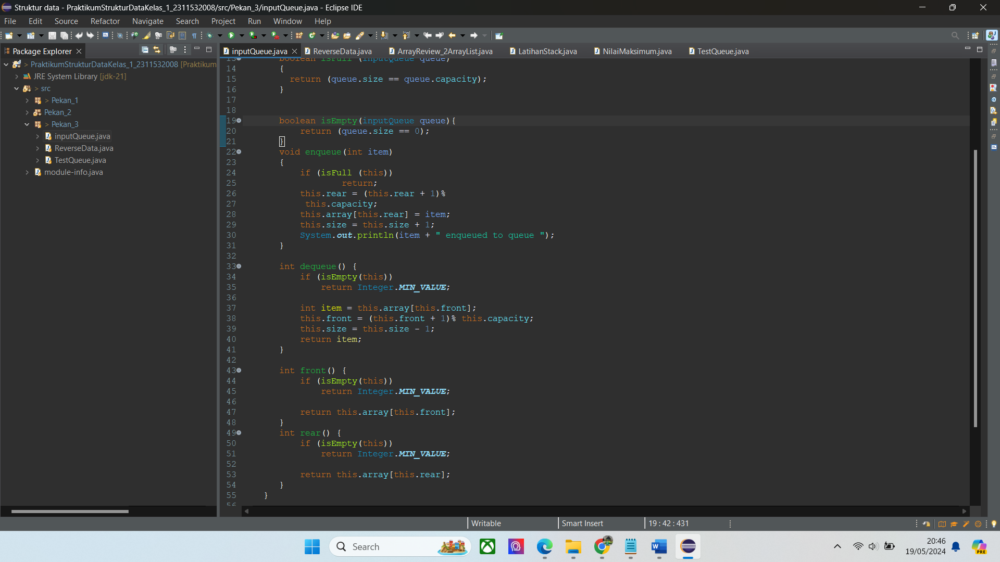 Struktur data - PraktikumStrukturDataKelas_1_2311532008/src/Pekan_3/inputQueue.java - Eclipse IDE
File Edit Source Refactor Navigate Search Project Run Window Help
Package Explorer
inputQueue.java ReverseData.java ArrayReview_2ArrayList.java LatihanStack.java NilaiMaksimum.java TestQueue.java
> PraktikumStrukturDataKelas_1_2311532008 [Praktikum
JRE System Library [jdk-21]
> src
> Pekan_1
Pekan_2
> Pekan_3
inputQueue.java
ReverseData.java
TestQueue.java
module-info.java
13 boolean isFull (inputQueue queue)
14 {
15 return (queue.size == queue.capacity);
16 }
17
18
19 boolean isEmpty(inputQueue queue){
20 return (queue.size == 0);
21 }
22 void enqueue(int item)
23 {
24 if (isFull (this))
25 return;
26 this.rear = (this.rear + 1)%
27 this.capacity;
28 this.array[this.rear] = item;
29 this.size = this.size + 1;
30 System.out.println(item + " enqueued to queue ");
31 }
32
33 int dequeue() {
34 if (isEmpty(this))
35 return Integer.MIN_VALUE;
36
37 int item = this.array[this.front];
38 this.front = (this.front + 1)% this.capacity;
39 this.size = this.size - 1;
40 return item;
41 }
42
43 int front() {
44 if (isEmpty(this))
45 return Integer.MIN_VALUE;
46
47 return this.array[this.front];
48 }
49 int rear() {
50 if (isEmpty(this))
51 return Integer.MIN_VALUE;
52
53 return this.array[this.rear];
54 }
55 }
56
Writable Smart Insert 19 : 42 : 431
Search
20:46
19/05/2024
PRE